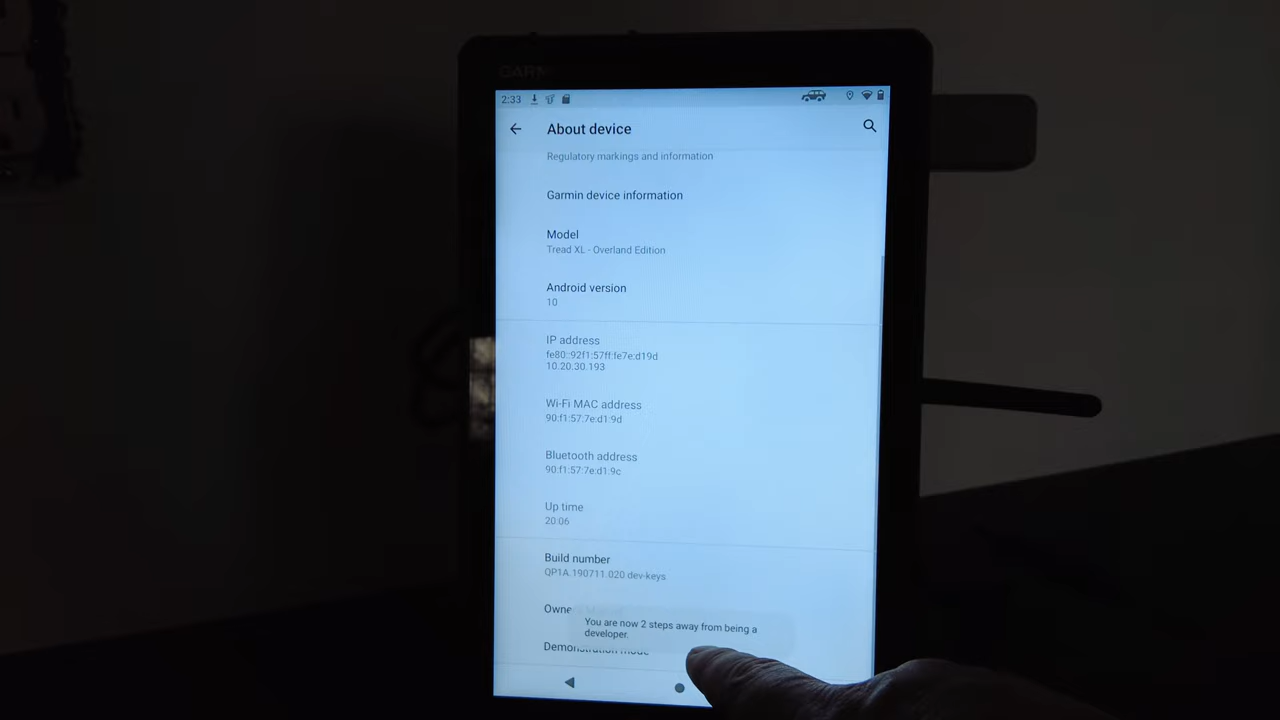 GARMIN
2:33
About device
Regulatory markings and information
Garmin device information
Model
Tread XL - Overland Edition
Android version
10
IP address
fe80::92f1:57ff:fe7e:d19d
10.20.30.193
Wi-Fi MAC address
90:f1:57:7e:d1:9d
Bluetooth address
90:f1:57:7e:d1:9c
Up time
20:06
Build number
QP1A.190711.020 dev-keys
You are now 2 steps away from being a
developer.
Demonstration mode